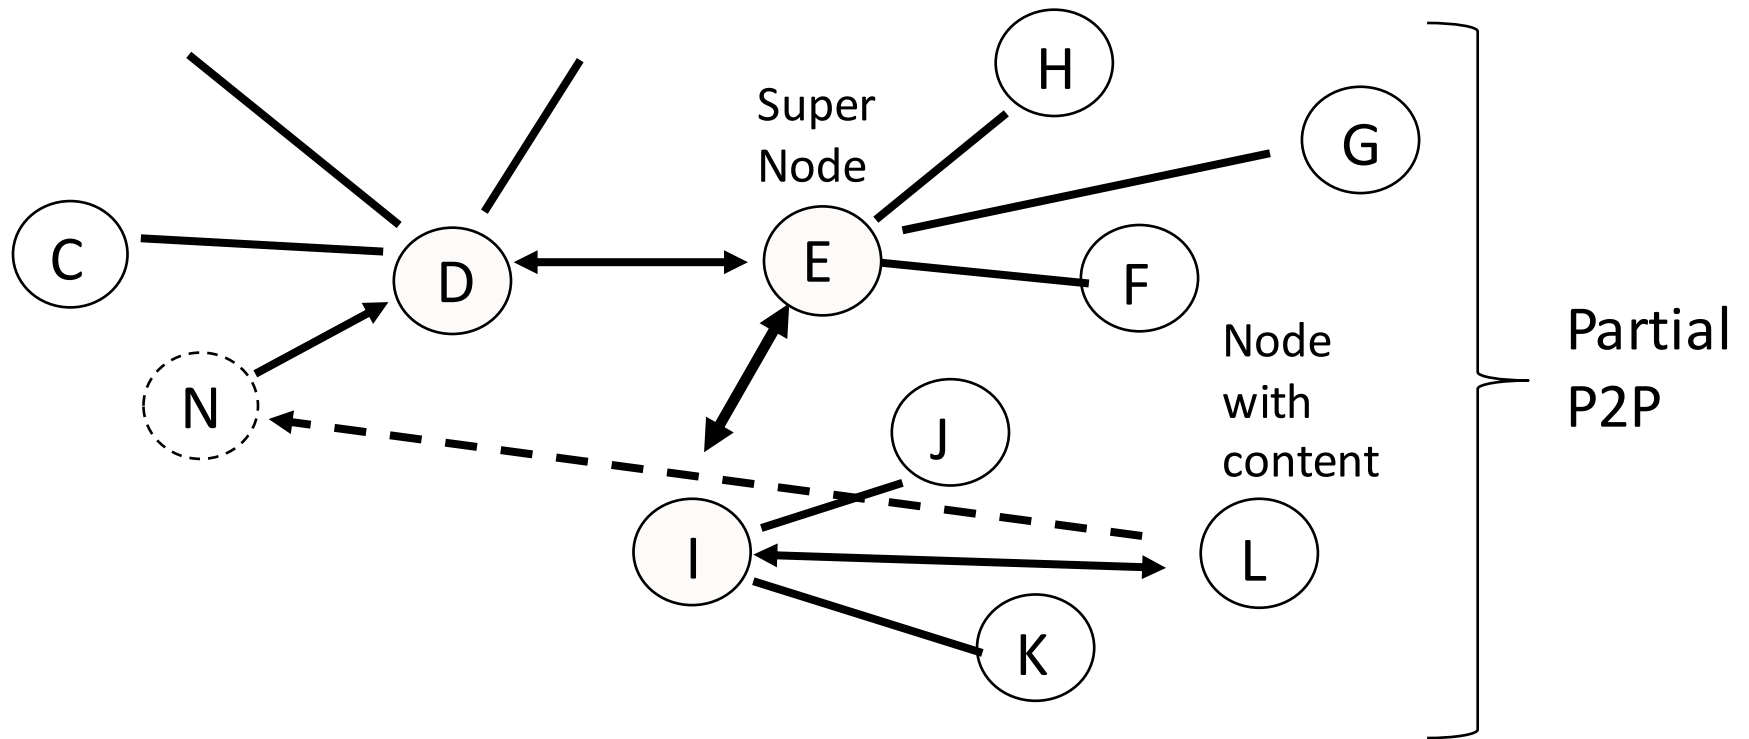 H
Super
Node
G
C
D
E
F
N
Node
with
content
J
I
L
K
Partial
P2P